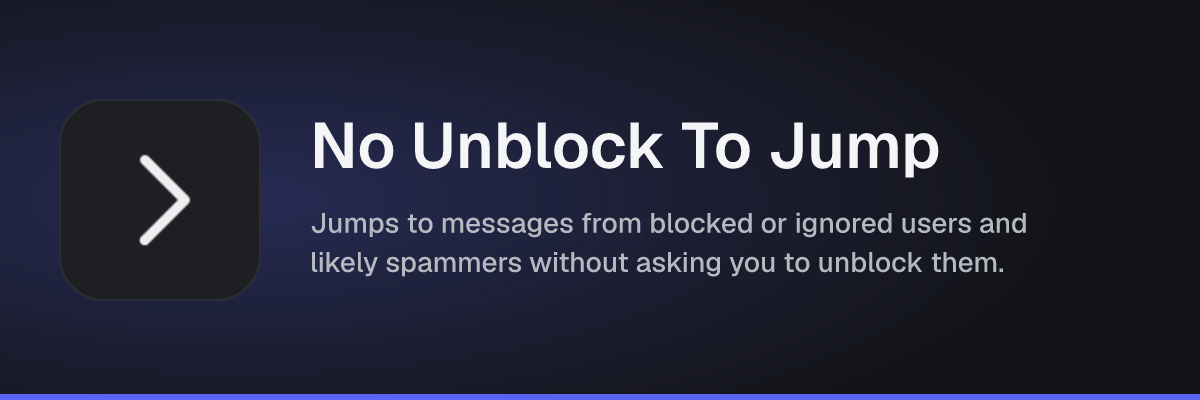 No Unblock To Jump
Jumps to messages from blocked or ignored users and
likely spammers without asking you to unblock them.